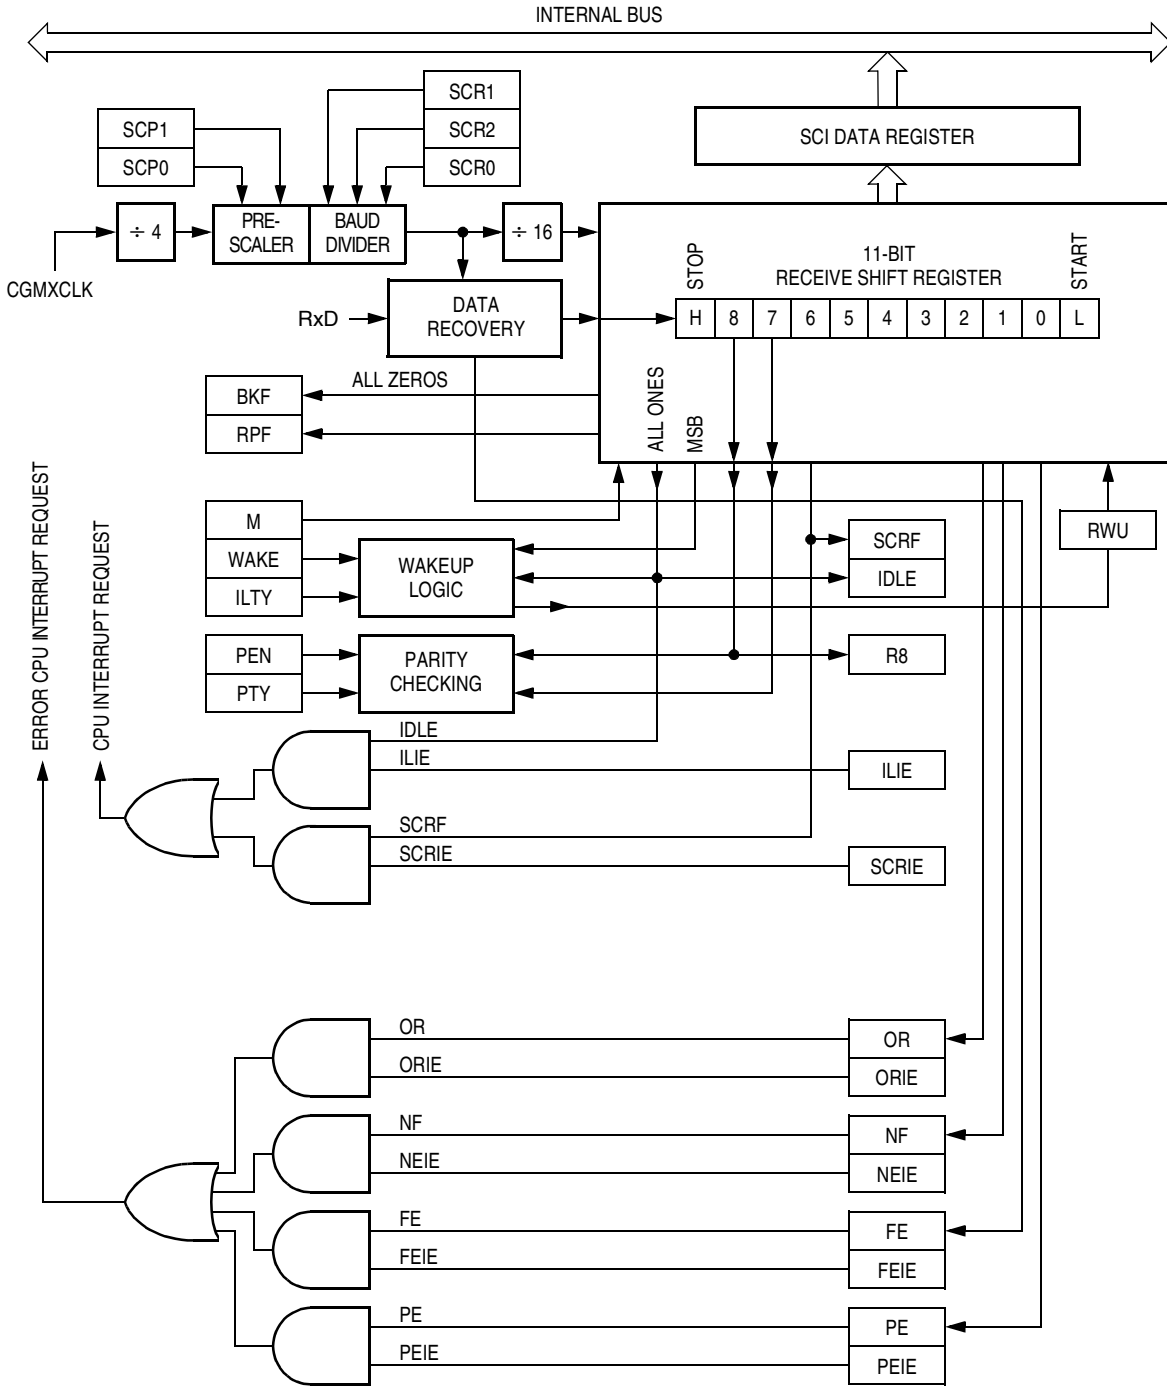 INTERNAL BUS
SCR1
SCP1
SCR2
SCI DATA REGISTER
SCP0
SCR0
÷ 4
PRE-
SCALER
BAUD
DIVIDER
÷ 16
CGMXCLK
STOP
11-BIT
RECEIVE SHIFT REGISTER
START
RxD
DATA
RECOVERY
H 8 7 6 5 4 3 2 1 0 L
ALL ZEROS
BKF
RPF
ALL ONES
MSB
ERROR CPU INTERRUPT REQUEST
CPU INTERRUPT REQUEST
M
WAKE
ILTY
WAKEUP
LOGIC
SCRF
IDLE
RWU
PEN
PTY
PARITY
CHECKING
R8
IDLE
ILIE
ILIE
SCRF
SCRIE
SCRIE
OR
OR
ORIE
ORIE
NF
NF
NEIE
NEIE
FE
FE
FEIE
FEIE
PE
PE
PEIE
PEIE